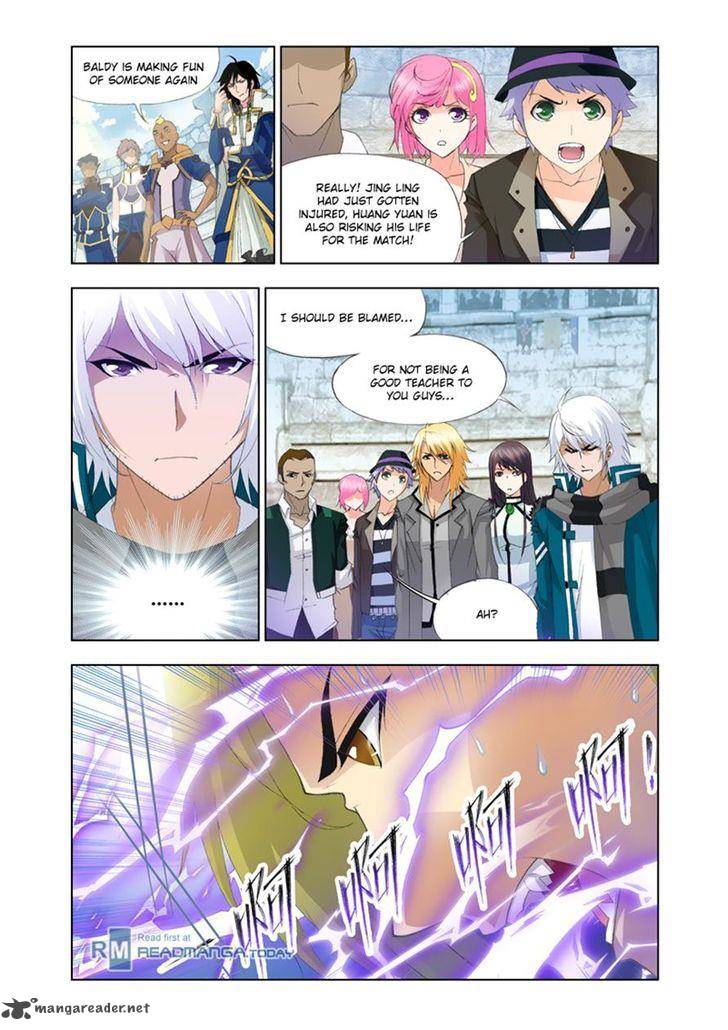 BALDY IS MAKING FUN
OF SOMEONE AGAIN
REALLY! JING LING
HAD JUST GOTTEN
INJURED, HUANG YUAN IS
ALSO RISKING HIS LIFE
FOR THE MATCH!
......
I SHOULD BE BLAMED...
FOR NOT BEING A
GOOD TEACHER TO
YOU GUYS...
AH?
啊啊啊啊啊!
RM
Read first at
READMANGA.TODAY
mangareader.net